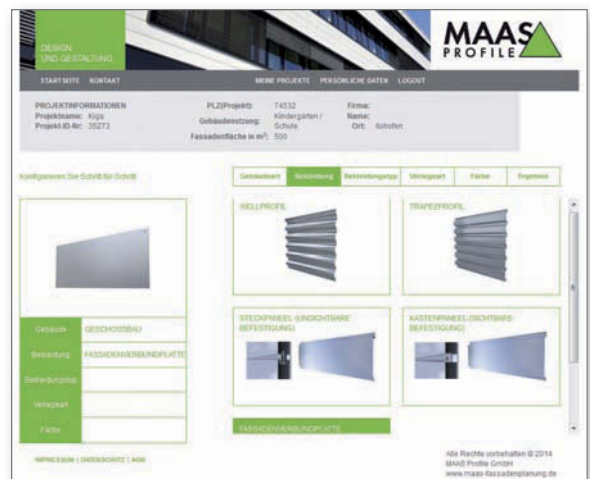 DESIGN
UND GESTALTUNG
MAAS
PROFILE
STARTSEITE KONTAKT MEINE PROJEKTE PERSÖNLICHE DATEN LOGOUT
PROJEKTINFORMATIONEN
Projektname: Kiga
Projekt-ID-Nr: 35273
PLZ(Projekt): 74532
Gebäudenutzung: Kindergarten / Schule
Fassadenfläche in m²: 500
Firma:
Name:
Ort: Ilshofen
Konfigurieren Sie Schritt für Schritt
Gebäudeart Bekleidung Bekleidungstyp Verlegeart Farbe Ergebnis
WELLPROFIL
TRAPEZPROFIL
STECKPANEEL (UNSICHTBARE BEFESTIGUNG)
KASTENPANEEL (SICHTBARE BEFESTIGUNG)
FASSADENVERBUNDPLATTE
Gebäude GESCHOSSBAU
Bekleidung FASSADENVERBUNDPLATTE
Bekleidungstyp
Verlegeart
Farbe
IMPRESSUM | DATENSCHUTZ | AGB
Alle Rechte vorbehalten © 2014
MAAS Profile GmbH
www.maas-fassadenplanung.de